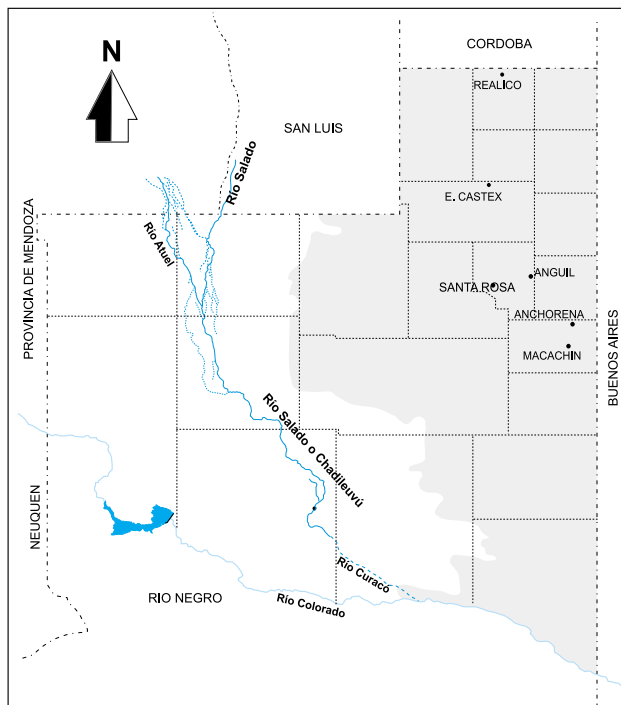 CORDOBA
N
REALICO
SAN LUIS
Río Salado
E. CASTEX
Río Atuel
PROVINCIA DE MENDOZA
ANGUIL
SANTA ROSA
ANCHORENA
MACACHIN
BUENOS AIRES
Río Salado o Chadileuvú
NEUQUEN
Río Curacó
RIO NEGRO
Río Colorado